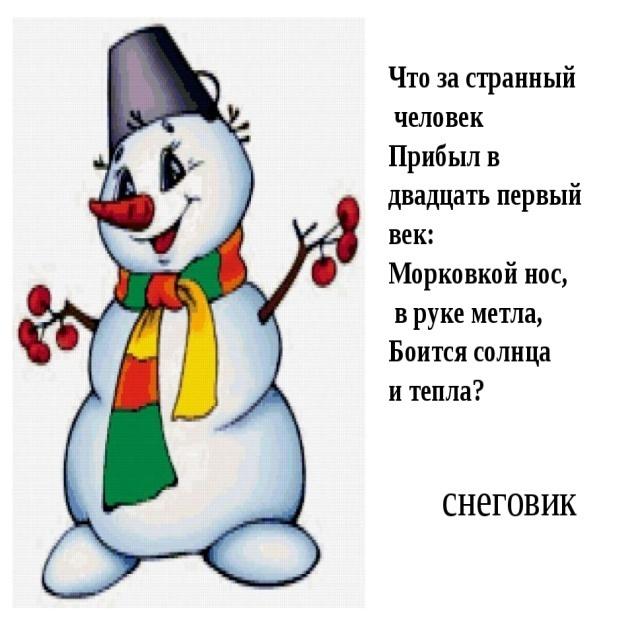 Что за странный
человек
Прибыл в
двадцать первый
век:
Морковкой нос,
в руке метла,
Боится солнца
и тепла?
снеговик